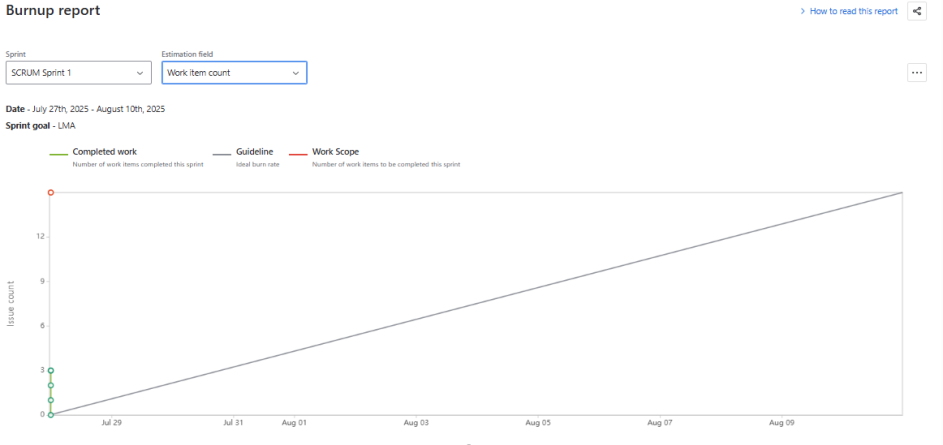 Burnup report
> How to read this report
Sprint
Estimation field
SCRUM Sprint 1
Work item count
Date - July 27th, 2025 - August 10th, 2025
Sprint goal - LMA
Completed work
Guideline
Work Scope
Number of work items completed this sprint
Ideal burn rate
Number of work items to be completed this sprint
Issue count
12
9
6
3
0
Jul 29
Jul 31
Aug 01
Aug 03
Aug 05
Aug 07
Aug 09